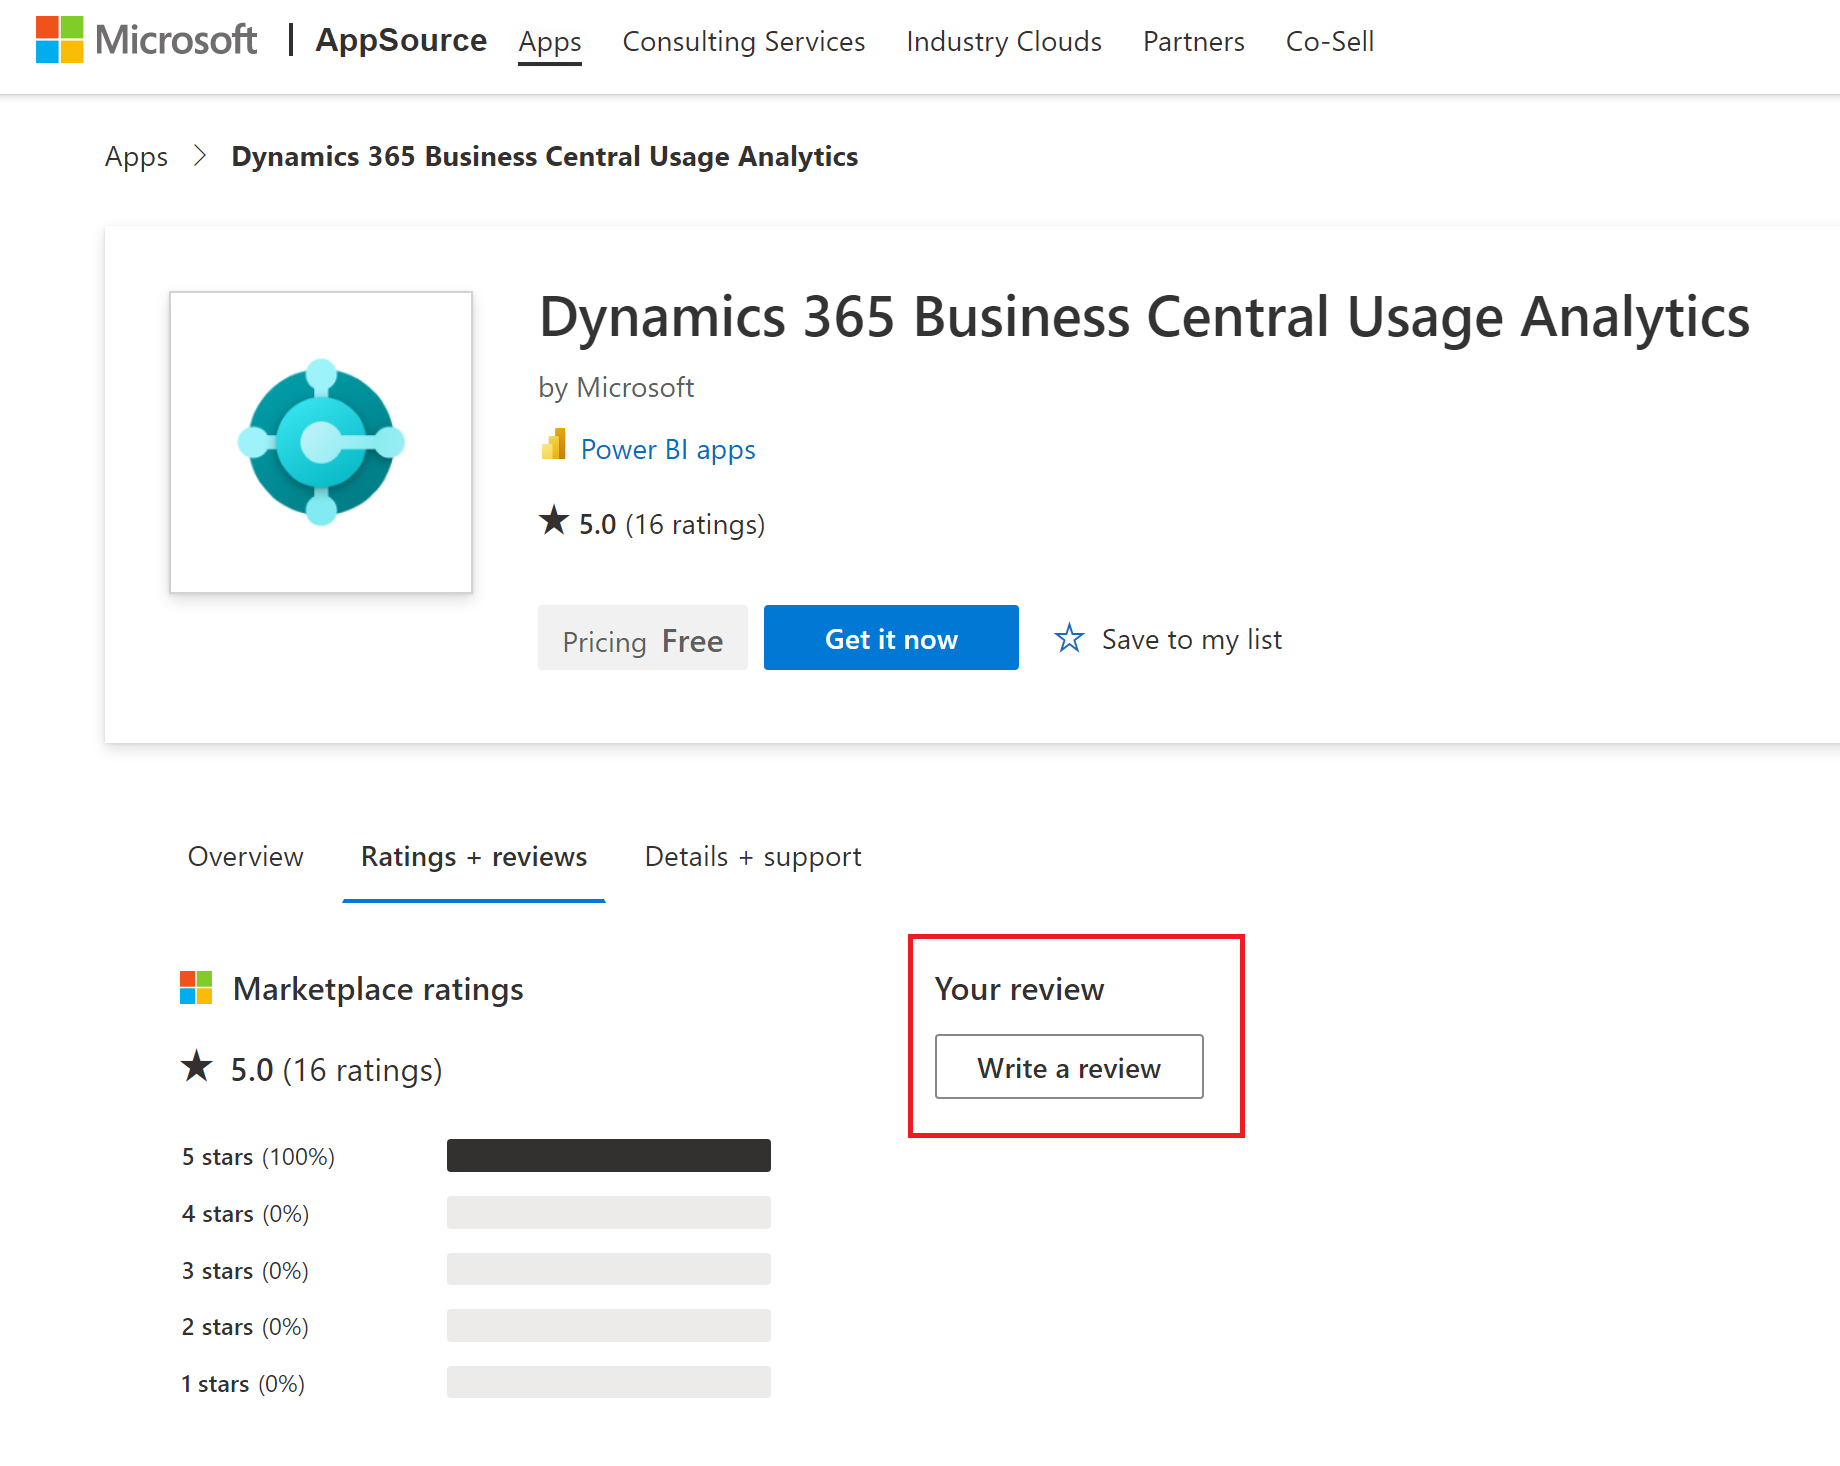 Microsoft | AppSource Apps Consulting Services Industry Clouds Partners Co-Sell
Apps > Dynamics 365 Business Central Usage Analytics
Dynamics 365 Business Central Usage Analytics
by Microsoft
Power BI apps
★ 5.0 (16 ratings)
Pricing Free Get it now ☆ Save to my list
Overview Ratings + reviews Details + support
Marketplace ratings
★ 5.0 (16 ratings)
5 stars (100%)
4 stars (0%)
3 stars (0%)
2 stars (0%)
1 stars (0%)
Your review
Write a review